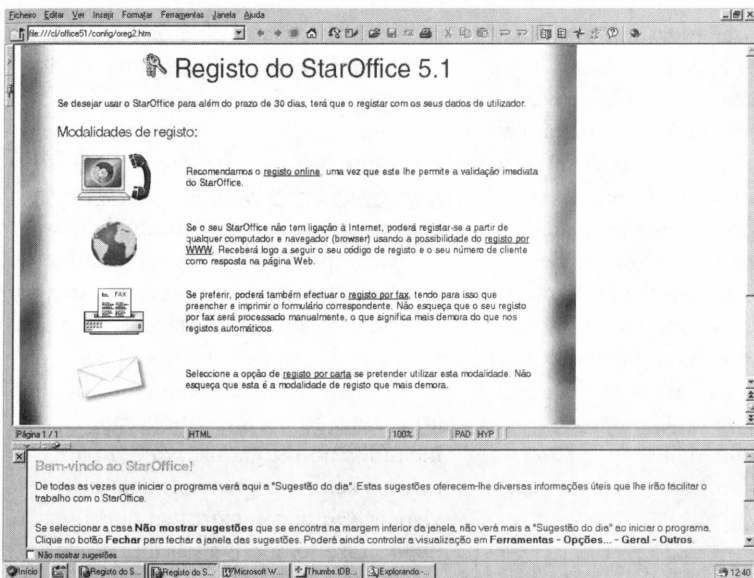 Ficheiro Editar Ver Inserir Formatar Ferramentas Janela Ajuda
file:///c|/office51/config/oreg2.htm
Registo do StarOffice 5.1
Se desejar usar o StarOffice para além do prazo de 30 dias, terá que o registar com os seus dados de utilizador.
Modalidades de registo:
Recomendamos o registo online, uma vez que este lhe permite a validação imediata
do StarOffice.
Se o seu StarOffice não tem ligação à Internet, poderá registar-se a partir de
qualquer computador e navegador (browser) usando a possibilidade do registo por
WWW. Receberá logo a seguir o seu código de registo e o seu número de cliente
como resposta na página Web.
FAX
Se preferir, poderá também efectuar o registo por fax, tendo para isso que
preencher e imprimir o formulário correspondente. Não esqueça que o seu registo
por fax será processado manualmente, o que significa mais demora do que nos
registos automáticos.
Seleccione a opção de registo por carta se pretender utilizar esta modalidade. Não
esqueça que esta é a modalidade de registo que mais demora.
Página 1 / 1 HTML 100% PAD HYP
Bem-vindo ao StarOffice!
De todas as vezes que iniciar o programa verá aqui a "Sugestão do dia". Estas sugestões oferecem-lhe diversas informações úteis que lhe irão facilitar o
trabalho com o StarOffice.
Se seleccionar a casa Não mostrar sugestões que se encontra na margem inferior da janela, não verá mais a "Sugestão do dia" ao iniciar o programa.
Clique no botão Fechar para fechar a janela das sugestões. Poderá ainda controlar a visualização em Ferramentas - Opções... - Geral - Outros.
Não mostrar sugestões
Início Registo do S... Registo do S... Microsoft W... Thumbs tDB... Explorando -... 12:40